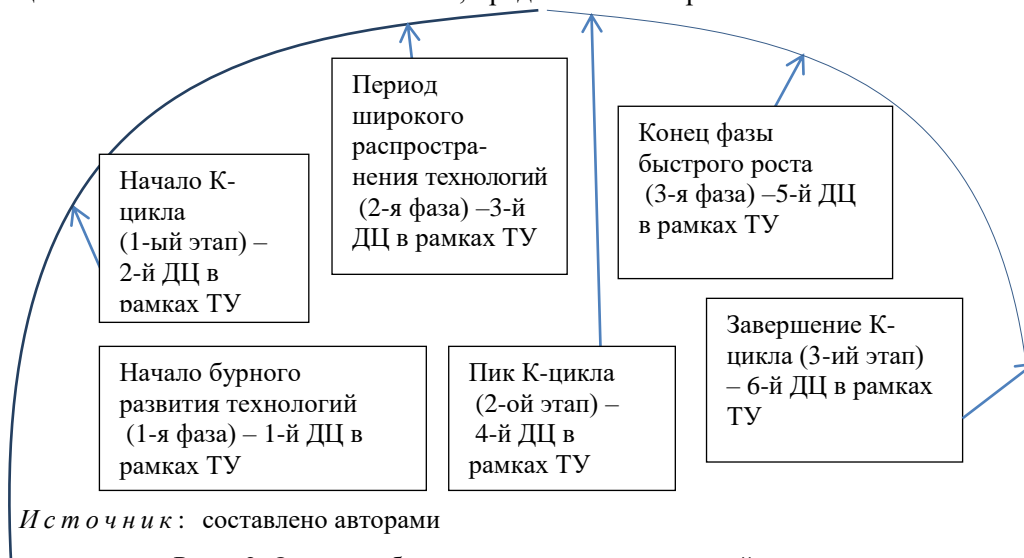 Период
широкого
распростра-
нения технологий
(2-я фаза) –3-й
ДЦ в рамках ТУ
Конец фазы
быстрого роста
(3-я фаза) –5-й ДЦ
в рамках ТУ
Начало К-
цикла
(1-ый этап) –
2-й ДЦ в
рамках ТУ
Завершение К-
цикла (3-ий этап)
– 6-й ДЦ в рамках
ТУ
Начало бурного
развития технологий
(1-я фаза) – 1-й ДЦ в
рамках ТУ
Пик К-цикла
(2-ой этап) –
4-й ДЦ в
рамках ТУ
Источник: составлено авторами